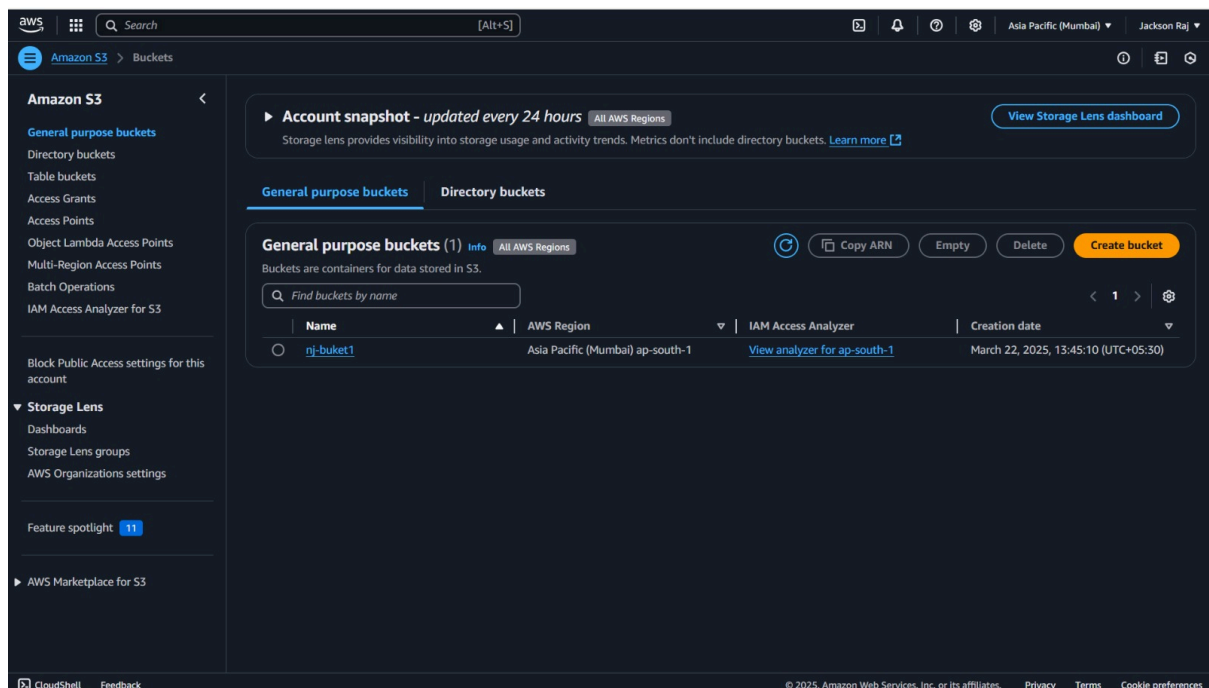 aws
Search [Alt+S]
Asia Pacific (Mumbai) ▼ Jackson Raj ▼
Amazon S3 > Buckets
Amazon S3
General purpose buckets
Directory buckets
Table buckets
Access Grants
Access Points
Object Lambda Access Points
Multi-Region Access Points
Batch Operations
IAM Access Analyzer for S3
Block Public Access settings for this
account
Storage Lens
Dashboards
Storage Lens groups
AWS Organizations settings
Feature spotlight 11
AWS Marketplace for S3
Account snapshot - updated every 24 hours All AWS Regions
View Storage Lens dashboard
Storage lens provides visibility into storage usage and activity trends. Metrics don't include directory buckets. Learn more
General purpose buckets Directory buckets
General purpose buckets (1) Info All AWS Regions
Copy ARN Empty Delete Create bucket
Buckets are containers for data stored in S3.
Find buckets by name
< 1 >
Name AWS Region IAM Access Analyzer Creation date
nj-buket1 Asia Pacific (Mumbai) ap-south-1 View analyzer for ap-south-1 March 22, 2025, 13:45:10 (UTC+05:30)
CloudShell Feedback © 2025, Amazon Web Services, Inc. or its affiliates. Privacy Terms Cookie preferences